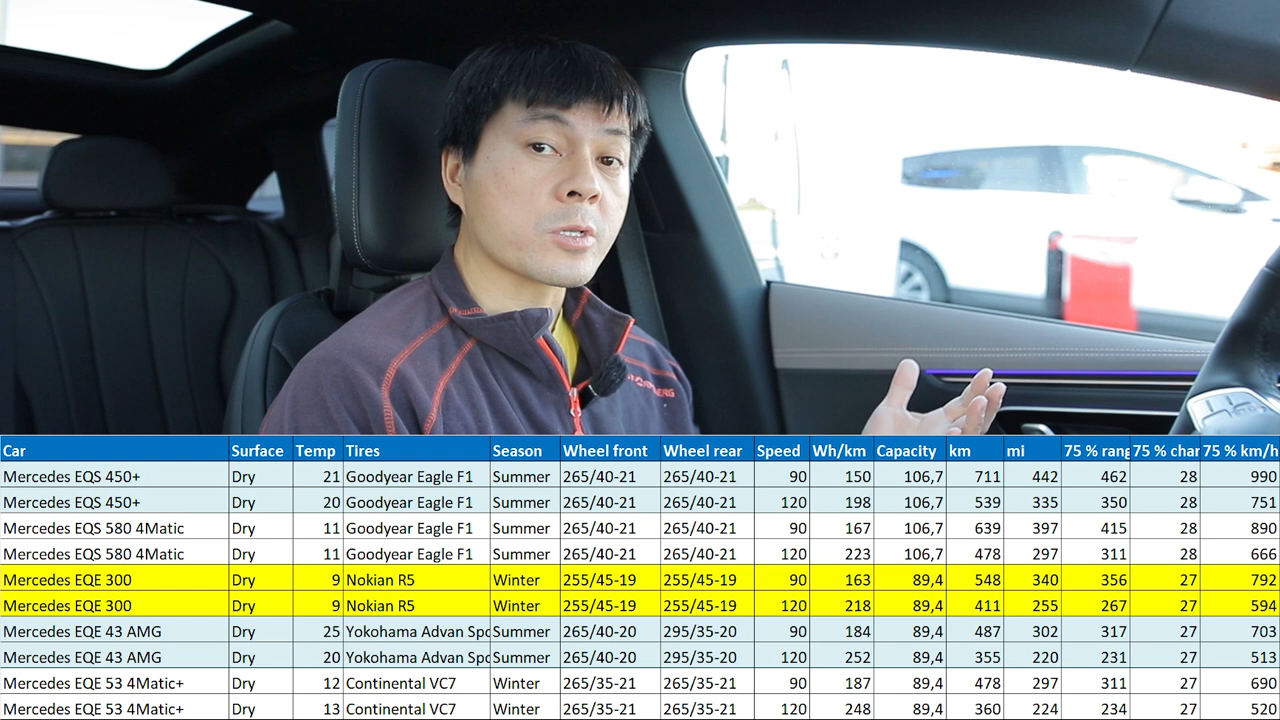 Car Surface Temp Tires Season Wheel front Wheel rear Speed Wh/km Capacity km mi 75 % rang 75 % char 75 % km/h
Mercedes EQS 450+ Dry 21 Goodyear Eagle F1 Summer 265/40-21 265/40-21 90 150 106,7 711 442 462 28 990
Mercedes EQS 450+ Dry 20 Goodyear Eagle F1 Summer 265/40-21 265/40-21 120 198 106,7 539 335 350 28 751
Mercedes EQS 580 4Matic Dry 11 Goodyear Eagle F1 Summer 265/40-21 265/40-21 90 167 106,7 639 397 415 28 890
Mercedes EQS 580 4Matic Dry 11 Goodyear Eagle F1 Summer 265/40-21 265/40-21 120 223 106,7 478 297 311 28 666
Mercedes EQE 300 Dry 9 Nokian R5 Winter 255/45-19 255/45-19 90 163 89,4 548 340 356 27 792
Mercedes EQE 300 Dry 9 Nokian R5 Winter 255/45-19 255/45-19 120 218 89,4 411 255 267 27 594
Mercedes EQE 43 AMG Dry 25 Yokohama Advan Spo Summer 265/40-20 295/35-20 90 184 89,4 487 302 317 27 703
Mercedes EQE 43 AMG Dry 20 Yokohama Advan Spo Summer 265/40-20 295/35-20 120 252 89,4 355 220 231 27 513
Mercedes EQE 53 4Matic+ Dry 12 Continental VC7 Winter 265/35-21 265/35-21 90 187 89,4 478 297 311 27 690
Mercedes EQE 53 4Matic+ Dry 13 Continental VC7 Winter 265/35-21 265/35-21 120 248 89,4 360 224 234 27 520